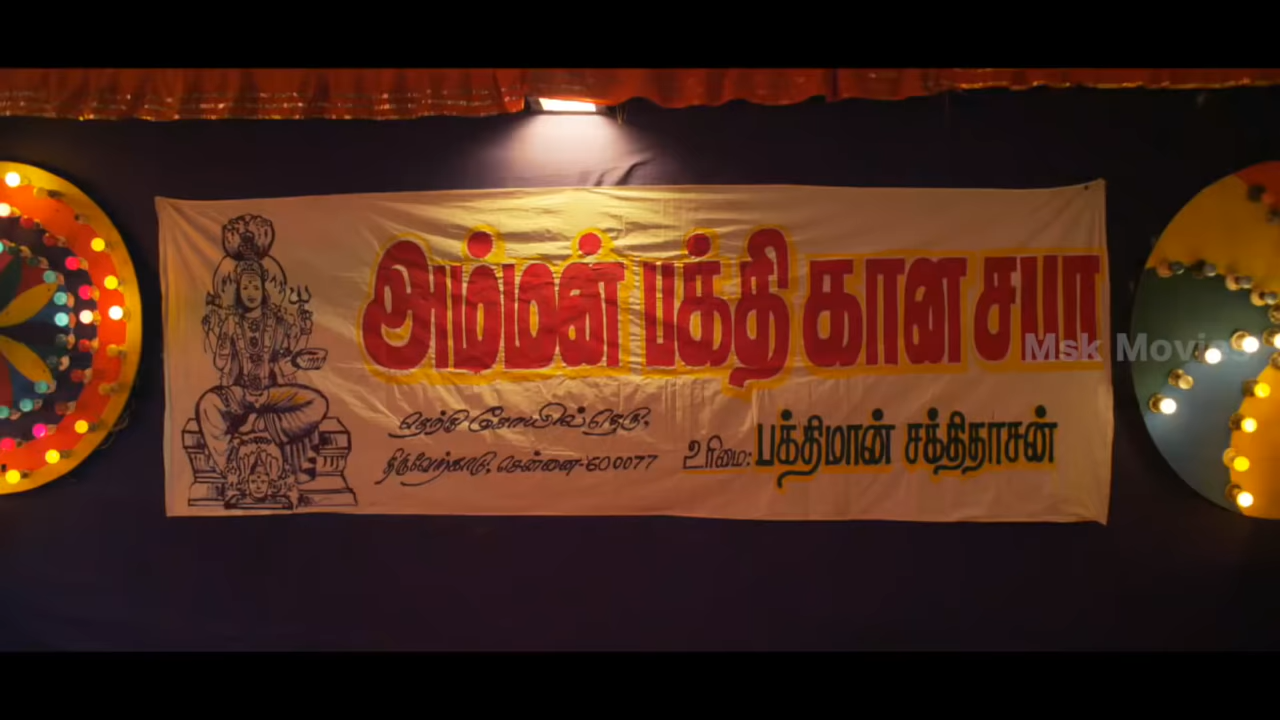 அம்மன் பக்தி கான சபா
திருவேற்காடு, சென்னை-600077
உரிமை: பக்திமான் சக்திதாசன்
Msk Movies